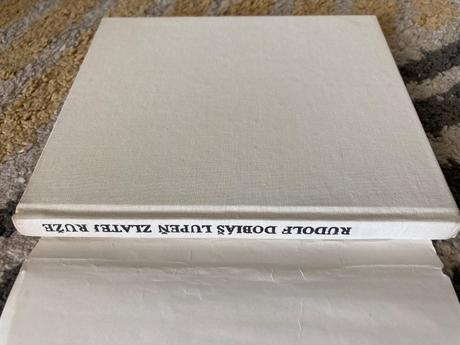 RUDOLF DOBIÁŠ LUPEŇ ZLATEJ RUŽE